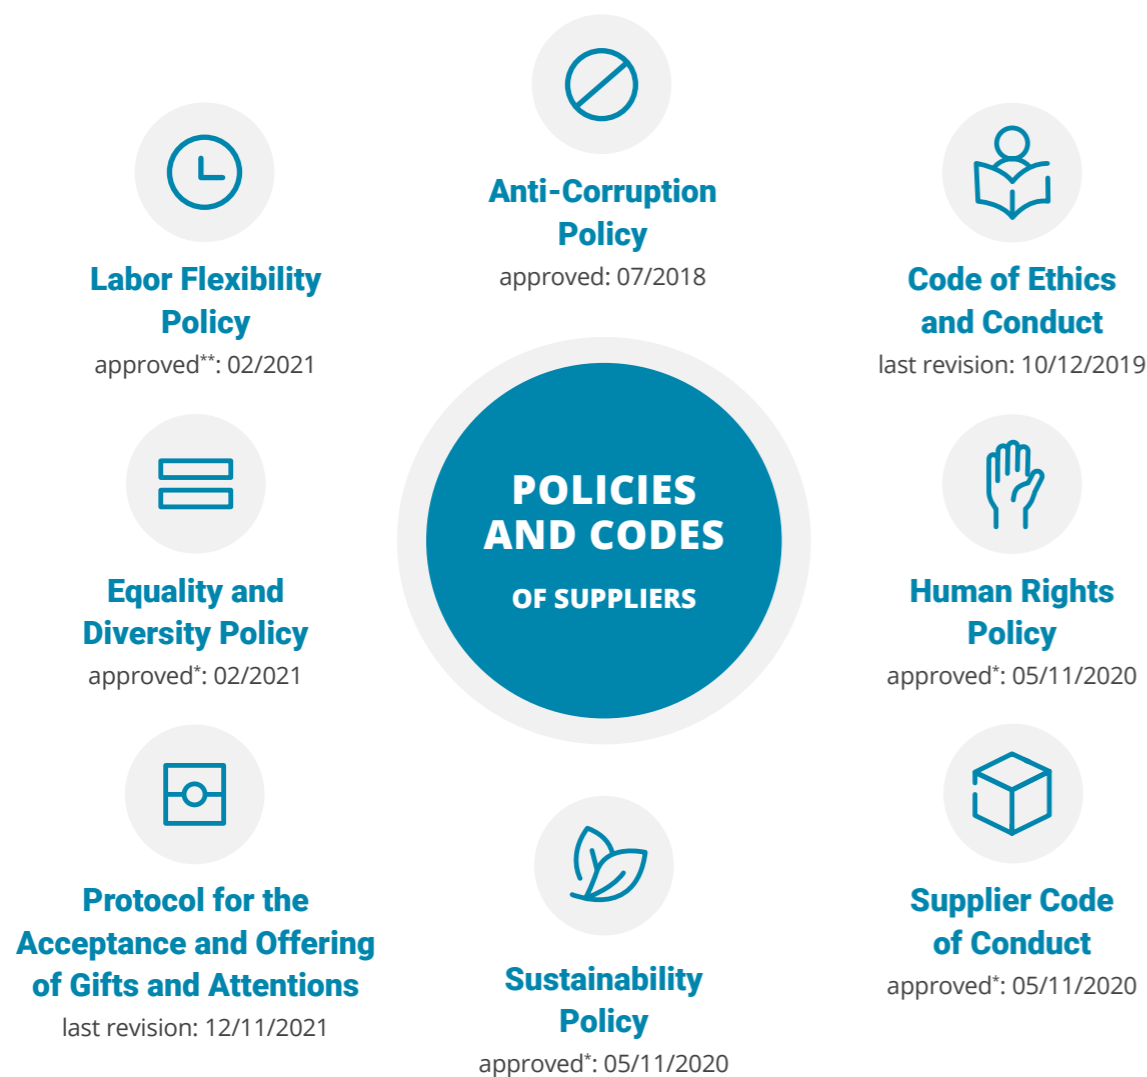 Anti-Corruption
Policy
approved: 07/2018
Labor Flexibility
Policy
approved**: 02/2021
Code of Ethics
and Conduct
last revision: 10/12/2019
POLICIES
AND CODES
OF SUPPLIERS
Equality and
Diversity Policy
approved*: 02/2021
Human Rights
Policy
approved*: 05/11/2020
Protocol for the
Acceptance and Offering
of Gifts and Attentions
last revision: 12/11/2021
Supplier Code
of Conduct
approved*: 05/11/2020
Sustainability
Policy
approved*: 05/11/2020